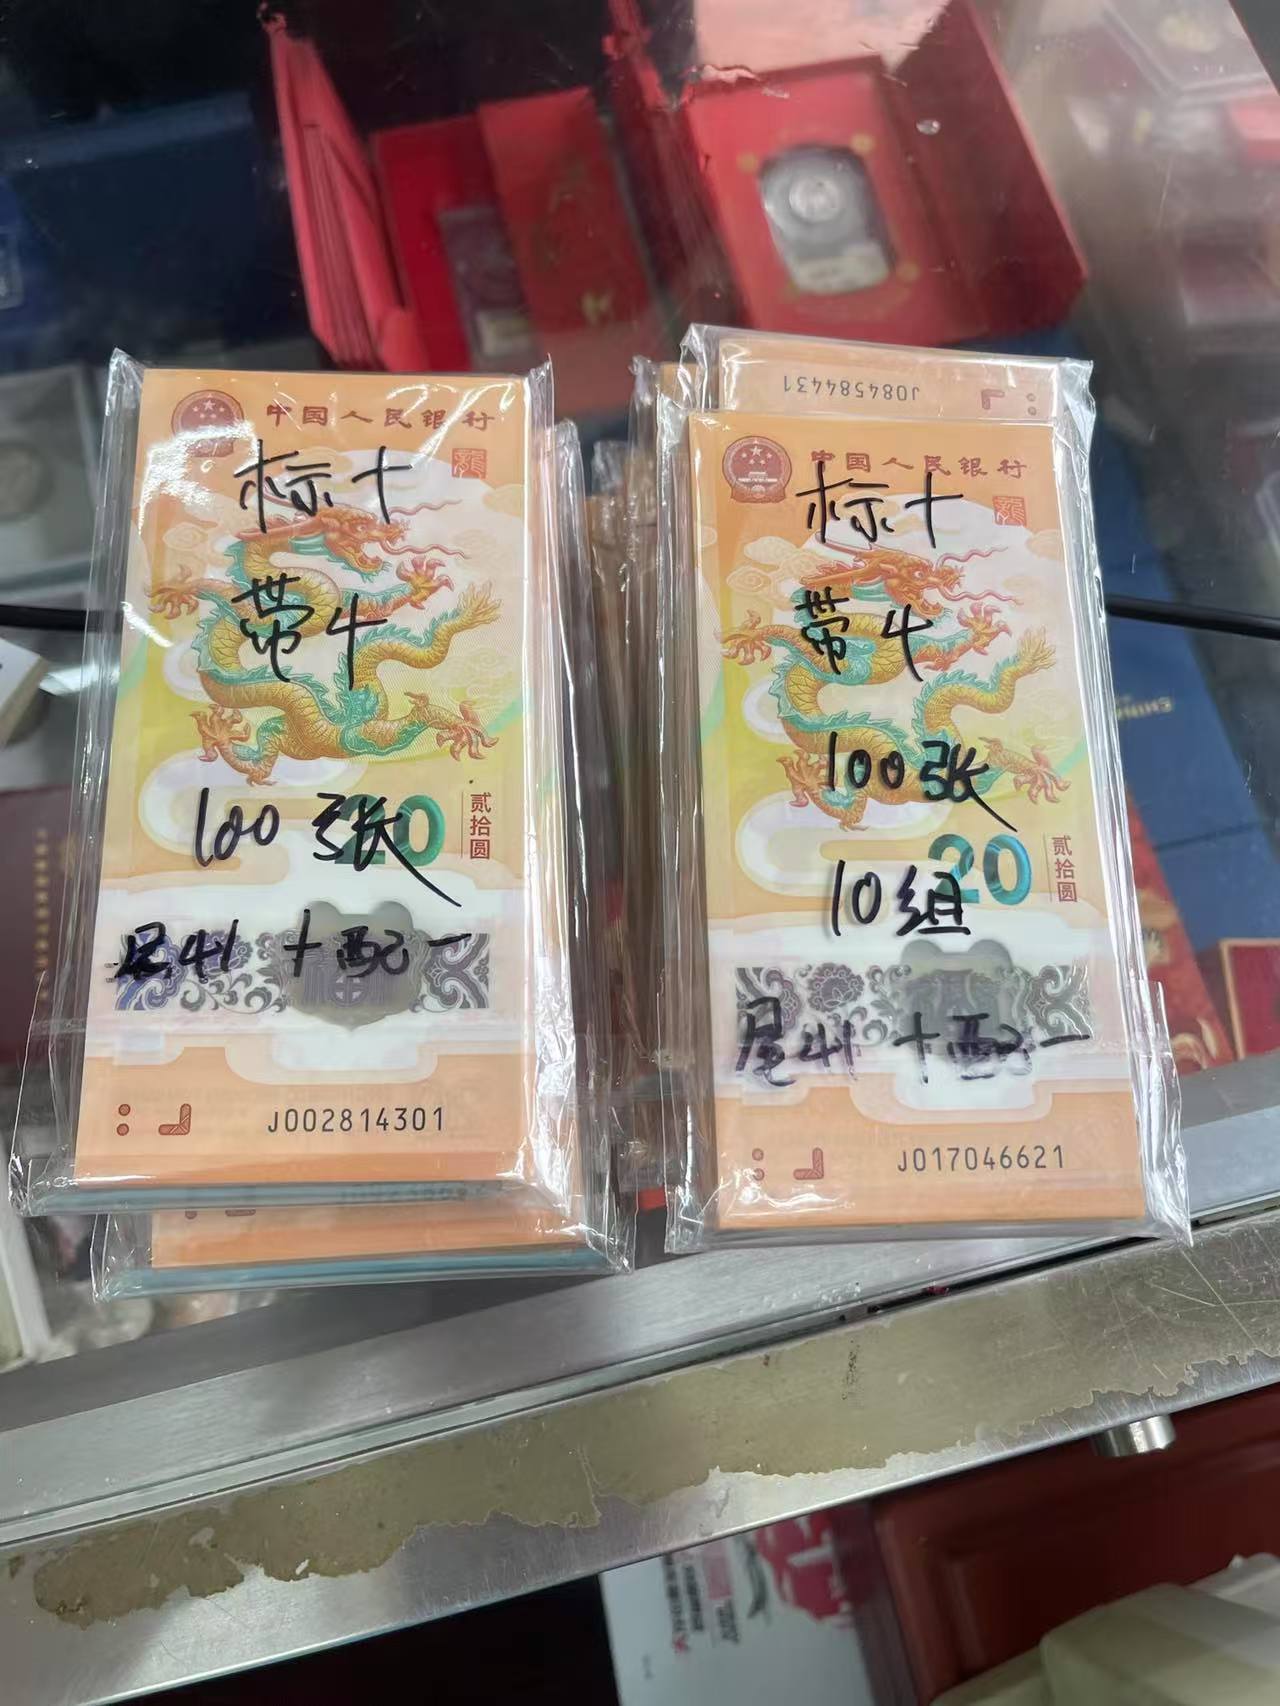 中国人民银行
标十
带4
100张
20
贰拾圆
尾41 十配一
J002814301
J084584431
中国人民银行
标十
带4
100张
20
贰拾圆
10组
尾41 十配一
J017046621